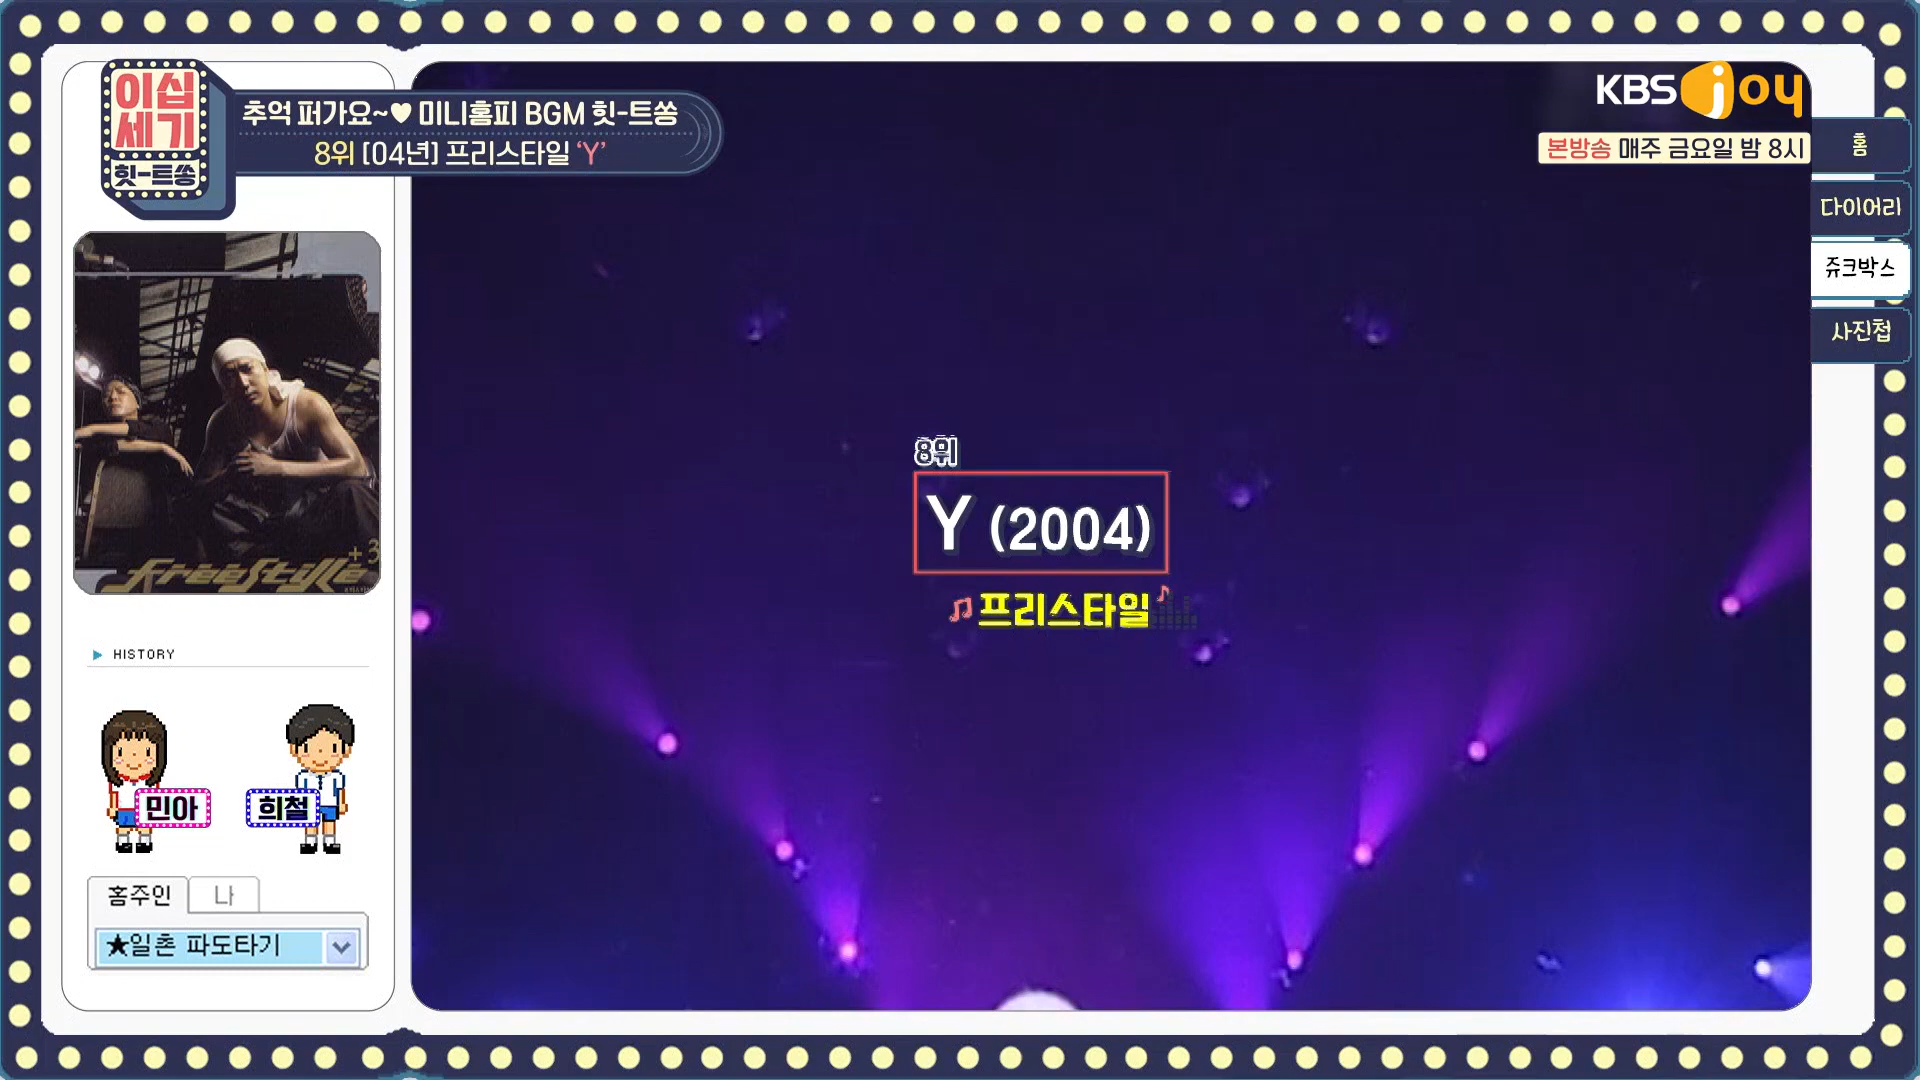 이십
세기
힛-트쏭
추억 퍼가요~♥ 미니홈피 BGM 힛-트쏭
8위 [04년] 프리스타일 ‘Y’
KBS joy
본방송 매주 금요일 밤 8시
홈
다이어리
쥬크박스
사진첩
8위
Y (2004)
♫프리스타일♪
+3
FreeStyle
▶ HISTORY
민아
희철
홈주인
나
★일촌 파도타기